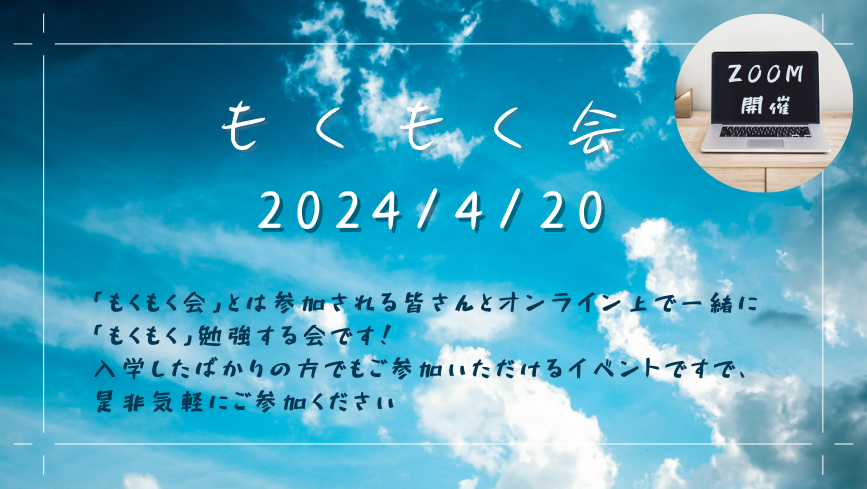 もくもく会
2024/4/20
ZOOM
開催
「もくもく会」とは参加される皆さんとオンライン上で一緒に
「もくもく」勉強する会です!
入学したばかりの方でもご参加いただけるイベントですで、
是非気軽にご参加ください